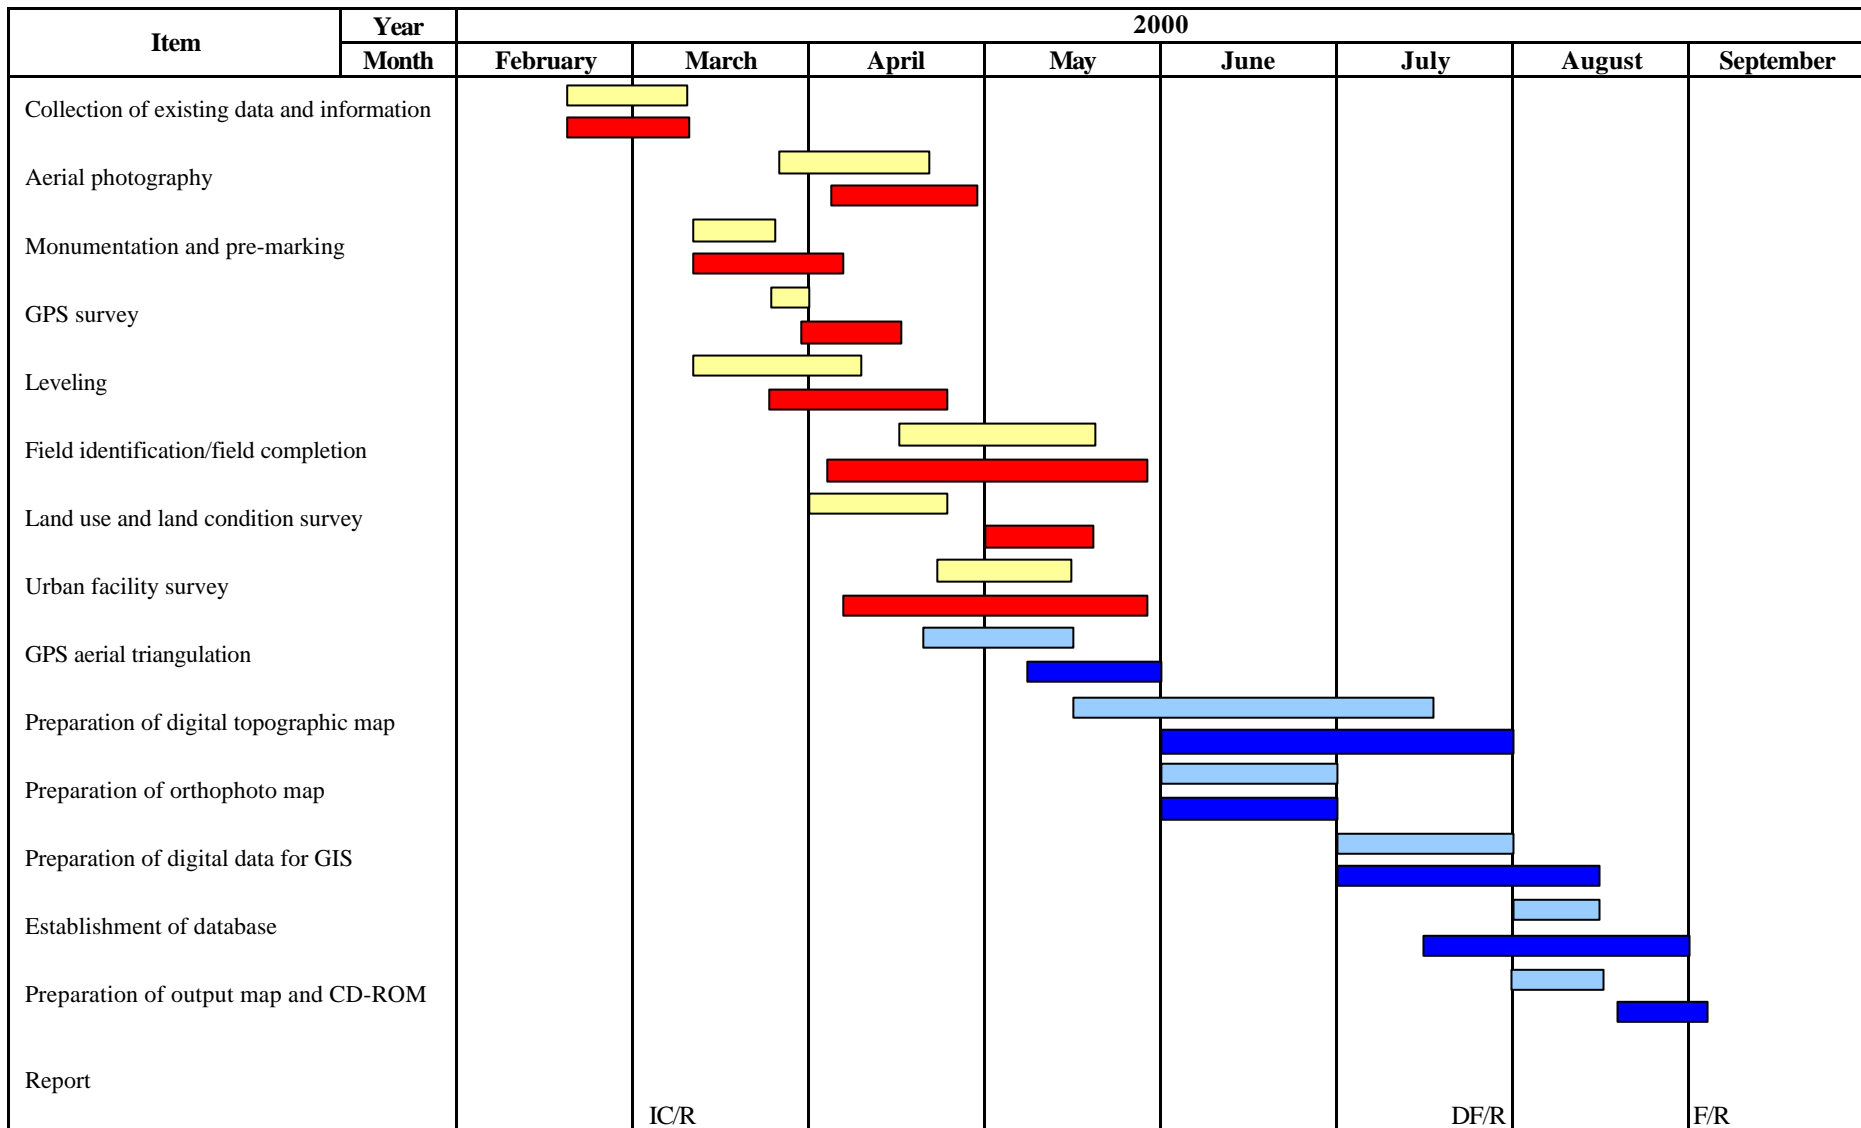 Item
Year
2000
Month
February March April May June July August September
Collection of existing data and information
Aerial photography
Monumentation and pre-marking
GPS survey
Leveling
Field identification/field completion
Land use and land condition survey
Urban facility survey
GPS aerial triangulation
Preparation of digital topographic map
Preparation of orthophoto map
Preparation of digital data for GIS
Establishment of database
Preparation of output map and CD-ROM
Report
IC/R DF/R F/R